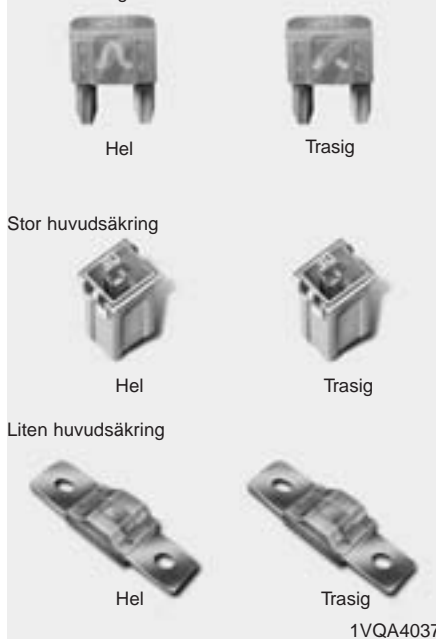 Hel Trasig
Stor huvudsäkring
Hel Trasig
Liten huvudsäkring
Hel Trasig
1VQA4037